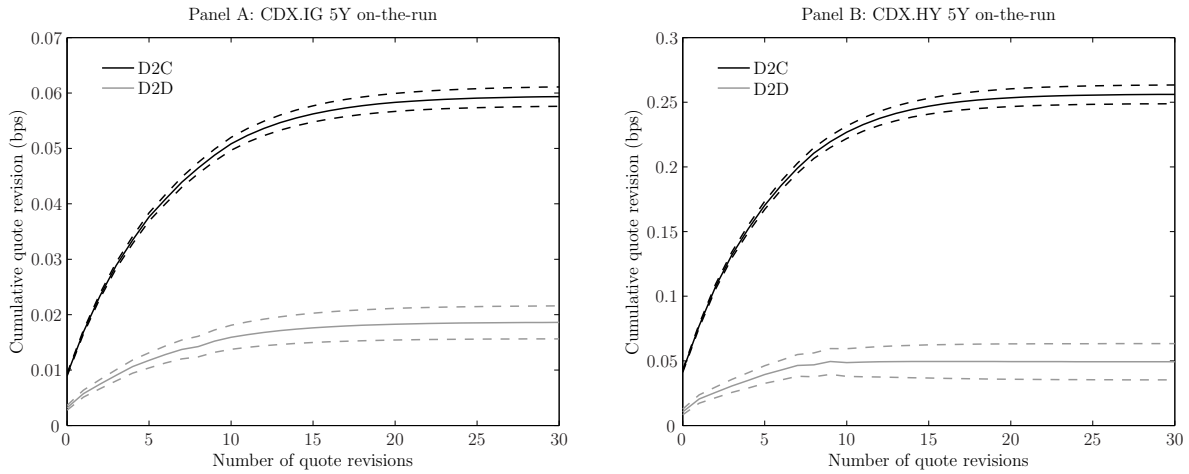 Panel A: CDX.IG 5Y on-the-run
Cumulative quote revision (bps)
0.07
0.06
0.05
0.04
0.03
0.02
0.01
0
D2C
D2D
0 5 10 15 20 25 30
Number of quote revisions
Panel B: CDX.HY 5Y on-the-run
Cumulative quote revision (bps)
0.3
0.25
0.2
0.15
0.1
0.05
0
D2C
D2D
0 5 10 15 20 25 30
Number of quote revisions